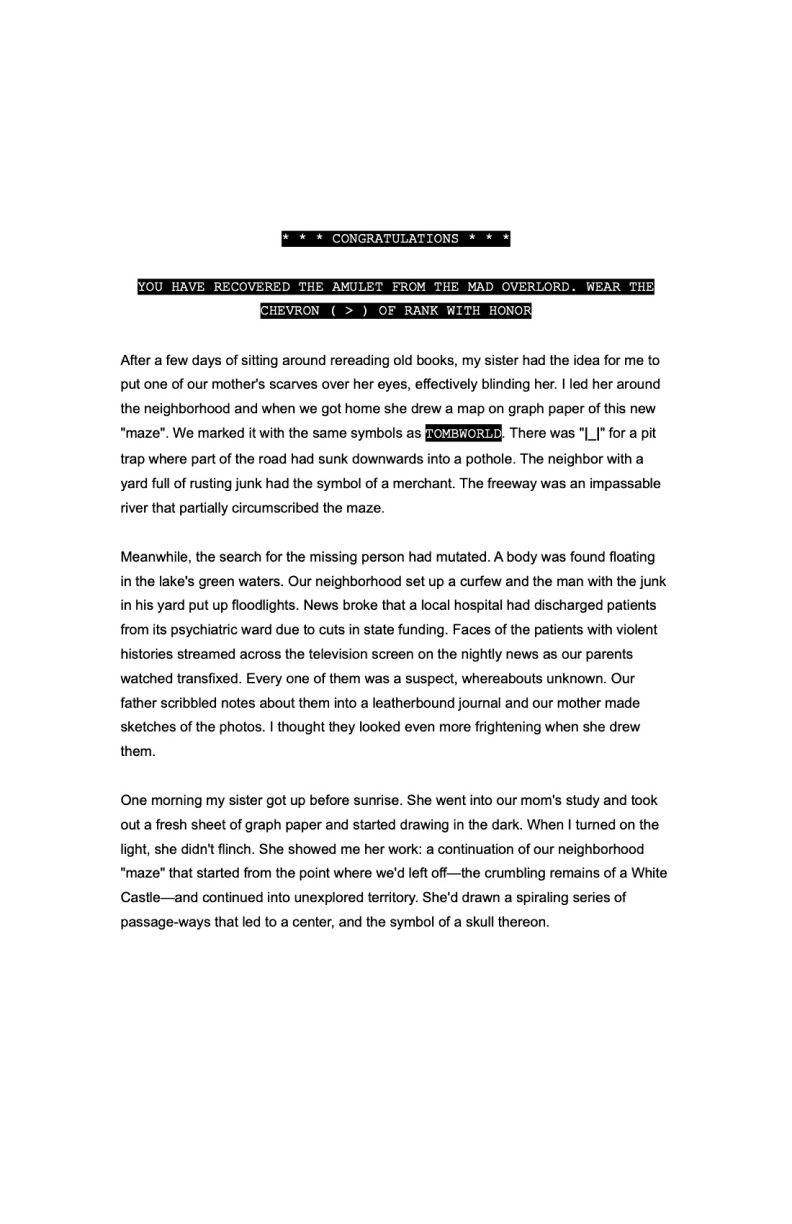 * * * CONGRATULATIONS * * *
YOU HAVE RECOVERED THE AMULET FROM THE MAD OVERLORD. WEAR THE
CHEVRON ( > ) OF RANK WITH HONOR
After a few days of sitting around rereading old books, my sister had the idea for me to
put one of our mother's scarves over her eyes, effectively blinding her. I led her around
the neighborhood and when we got home she drew a map on graph paper of this new
"maze". We marked it with the same symbols as TOMBWORLD. There was "|_|" for a pit
trap where part of the road had sunk downwards into a pothole. The neighbor with a
yard full of rusting junk had the symbol of a merchant. The freeway was an impassable
river that partially circumscribed the maze.
Meanwhile, the search for the missing person had mutated. A body was found floating
in the lake's green waters. Our neighborhood set up a curfew and the man with the junk
in his yard put up floodlights. News broke that a local hospital had discharged patients
from its psychiatric ward due to cuts in state funding. Faces of the patients with violent
histories streamed across the television screen on the nightly news as our parents
watched transfixed. Every one of them was a suspect, whereabouts unknown. Our
father scribbled notes about them into a leatherbound journal and our mother made
sketches of the photos. I thought they looked even more frightening when she drew
them.
One morning my sister got up before sunrise. She went into our mom's study and took
out a fresh sheet of graph paper and started drawing in the dark. When I turned on the
light, she didn't flinch. She showed me her work: a continuation of our neighborhood
"maze" that started from the point where we'd left off—the crumbling remains of a White
Castle—and continued into unexplored territory. She'd drawn a spiraling series of
passage-ways that led to a center, and the symbol of a skull thereon.